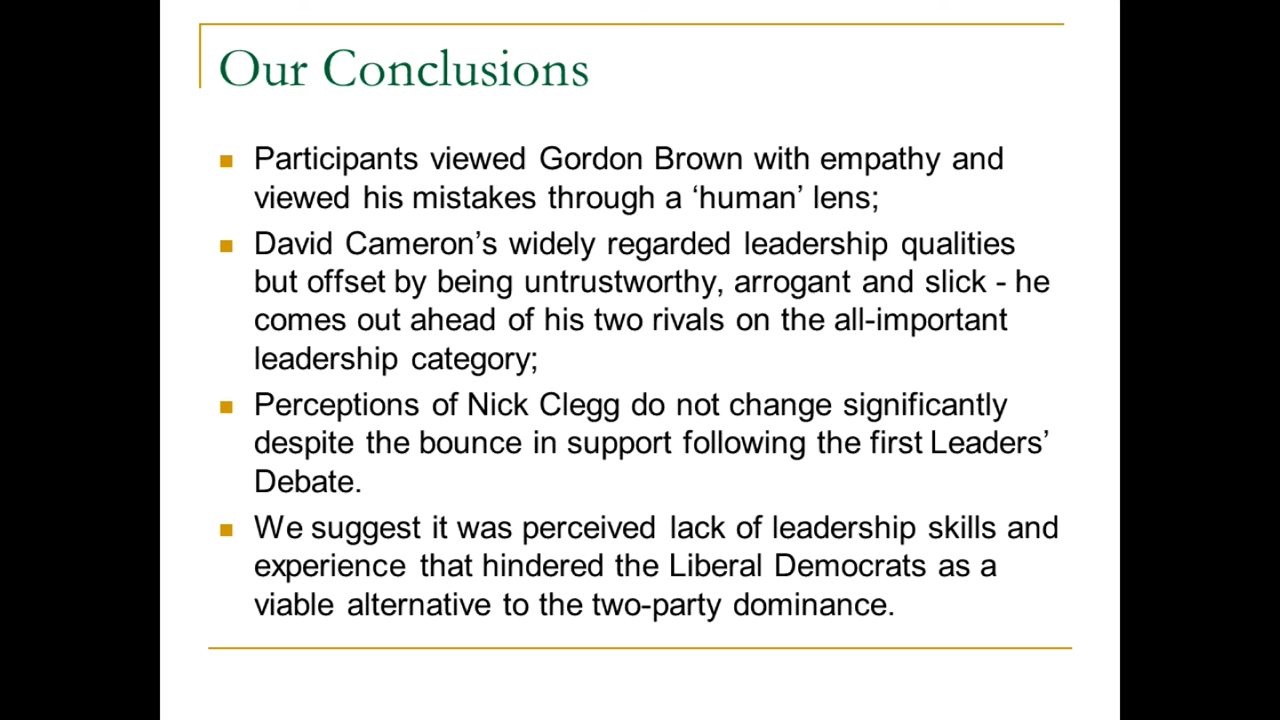 Our Conclusions
Participants viewed Gordon Brown with empathy and
viewed his mistakes through a ‘human’ lens;
David Cameron’s widely regarded leadership qualities
but offset by being untrustworthy, arrogant and slick - he
comes out ahead of his two rivals on the all-important
leadership category;
Perceptions of Nick Clegg do not change significantly
despite the bounce in support following the first Leaders’
Debate.
We suggest it was perceived lack of leadership skills and
experience that hindered the Liberal Democrats as a
viable alternative to the two-party dominance.